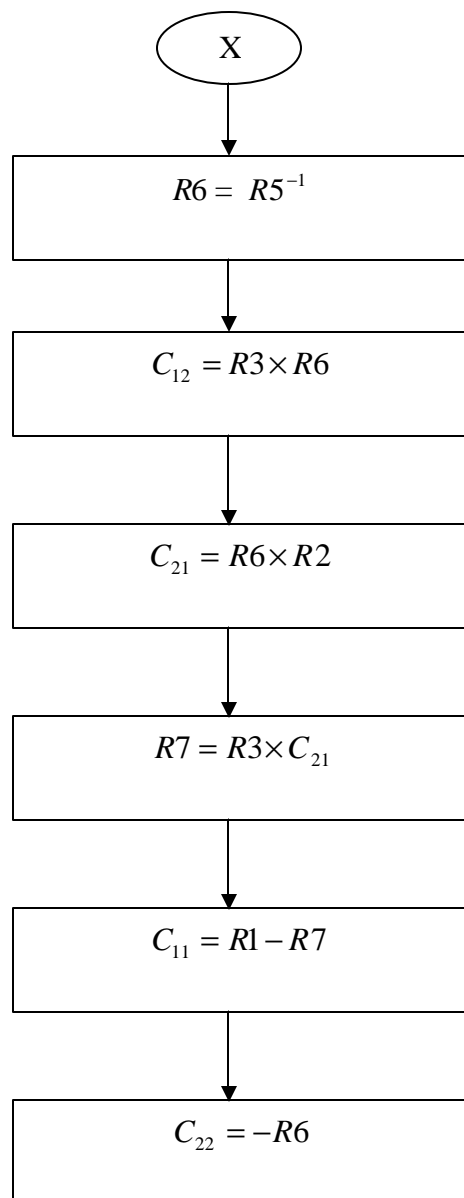 X
R6 = R5⁻¹
C₁₂ = R3 × R6
C₂₁ = R6 × R2
R7 = R3 × C₂₁
C₁₁ = R1 − R7
C₂₂ = −R6